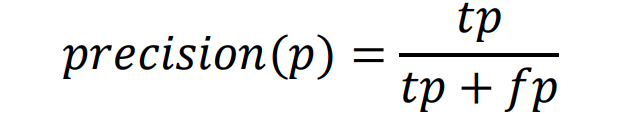 precision(p) = tp / tp + fp